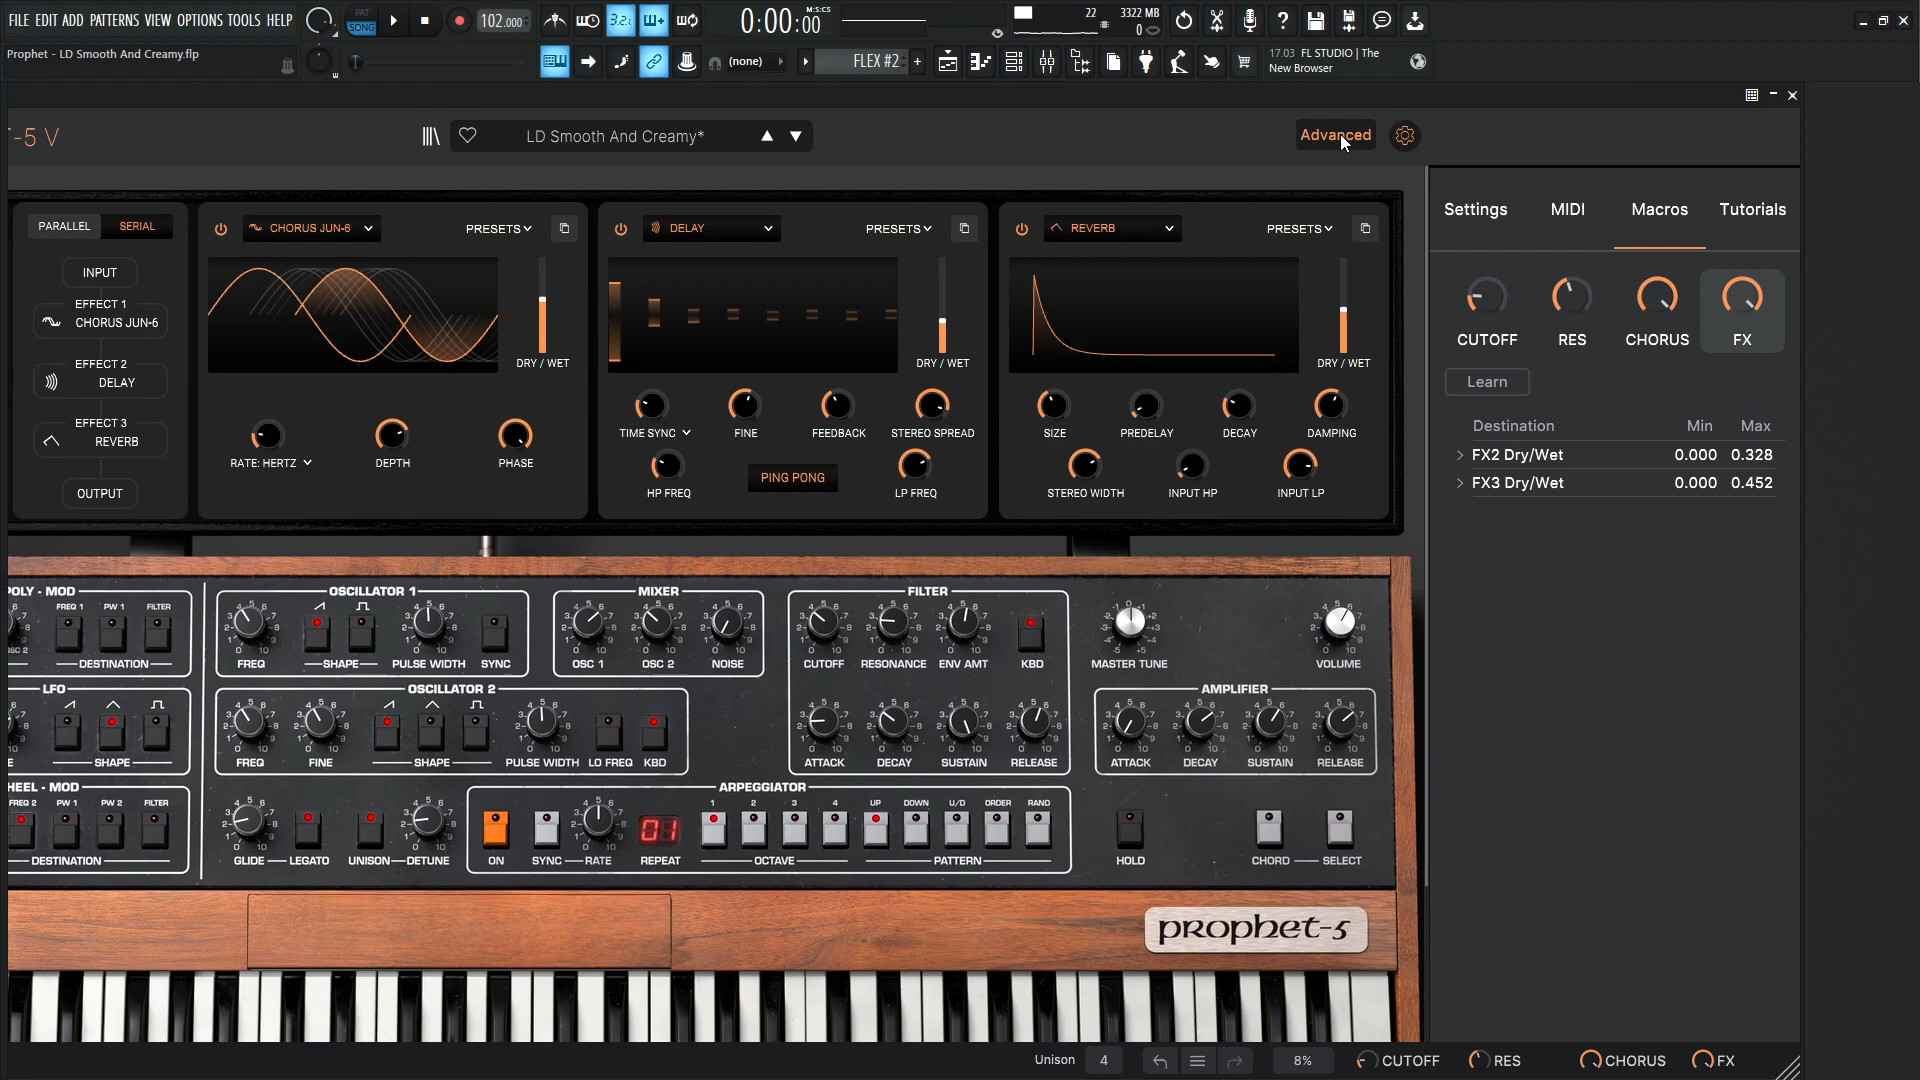 FILE EDIT ADD PATTERNS VIEW OPTIONS TOOLS HELP
PAT
SONG
102.000
3.2.
0:00:00
M:S:CS
22
3322 MB
0
Prophet - LD Smooth And Creamy.flp
(none)
FLEX #2
17.03 FL STUDIO | The
New Browser
-5 V
LD Smooth And Creamy*
Advanced
PARALLEL SERIAL
INPUT
EFFECT 1
CHORUS JUN-6
EFFECT 2
DELAY
EFFECT 3
REVERB
OUTPUT
CHORUS JUN-6
PRESETS
DRY / WET
RATE: HERTZ
DEPTH
PHASE
DELAY
PRESETS
DRY / WET
TIME SYNC
FINE
FEEDBACK
STEREO SPREAD
HP FREQ
PING PONG
LP FREQ
REVERB
PRESETS
DRY / WET
SIZE
PREDELAY
DECAY
DAMPING
STEREO WIDTH
INPUT HP
INPUT LP
Settings
MIDI
Macros
Tutorials
CUTOFF
RES
CHORUS
FX
Learn
Destination Min Max
FX2 Dry/Wet 0.000 0.328
FX3 Dry/Wet 0.000 0.452
POLY - MOD
FREQ 1 PW 1 FILTER
DESTINATION
OSCILLATOR 1
FREQ
SHAPE
PULSE WIDTH
SYNC
MIXER
OSC 1
OSC 2
NOISE
FILTER
CUTOFF
RESONANCE
ENV AMT
KBD
ATTACK
DECAY
SUSTAIN
RELEASE
MASTER TUNE
VOLUME
LFO
SHAPE
OSCILLATOR 2
FREQ
FINE
SHAPE
PULSE WIDTH
LO FREQ
KBD
AMPLIFIER
ATTACK
DECAY
SUSTAIN
RELEASE
HEEL - MOD
FREQ 2 PW 1 PW 2 FILTER
DESTINATION
GLIDE
LEGATO
UNISON
DETUNE
ARPEGGIATOR
ON
SYNC
RATE
01
REPEAT
1 2 3 4
OCTAVE
UP DOWN U/D ORDER RAND
PATTERN
HOLD
CHORD
SELECT
prophet-5
Unison 4
8%
CUTOFF
RES
CHORUS
FX